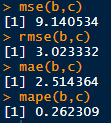 > mse(b,c)
[1] 9.140534
> rmse(b,c)
[1] 3.023332
> mae(b,c)
[1] 2.514364
> mape(b,c)
[1] 0.262309